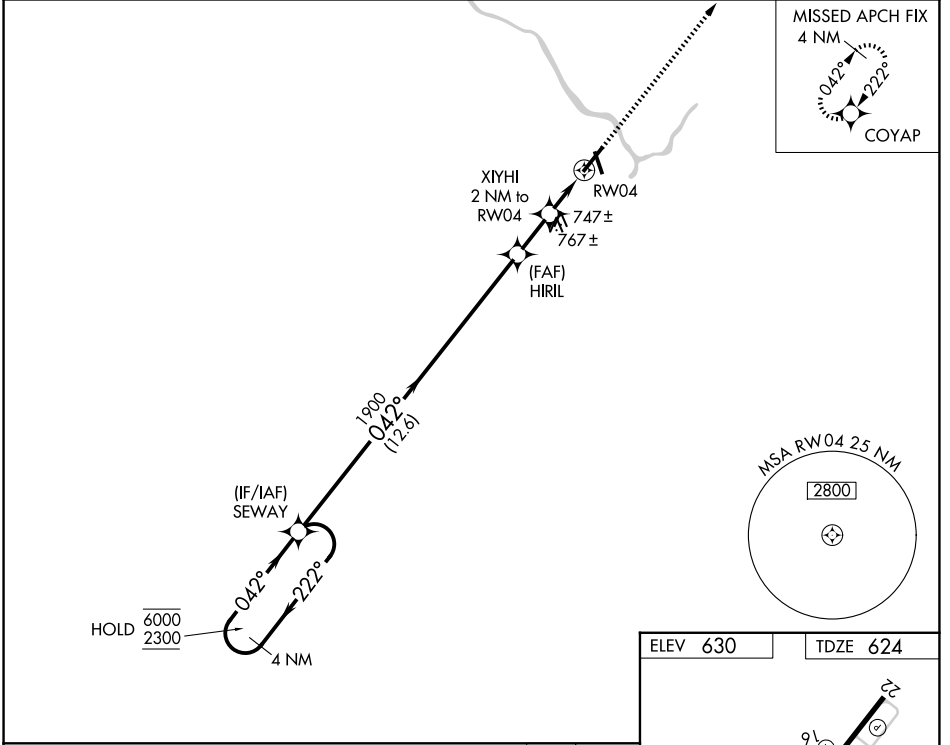 MISSED APCH FIX
4 NM
042°
222°
COYAP
XIYHI
2 NM to
RW04
RW04
747±
767±
(FAF)
HIRIL
1900
042°
(12.6)
(IF/IAF)
SEWAY
042°
222°
HOLD 6000
2300
4 NM
MSA RW04 25 NM
2800
ELEV 630
TDZE 624
22
16
P